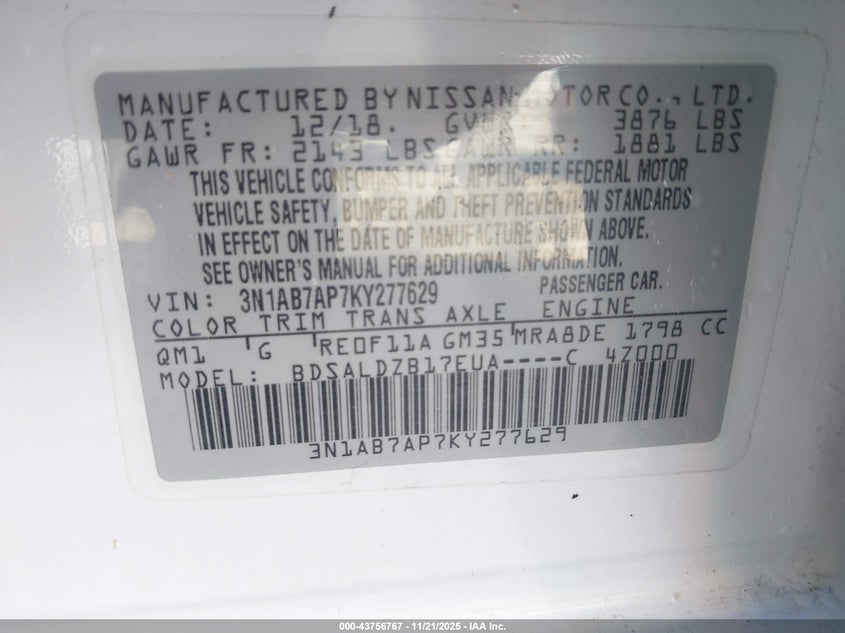 MANUFACTURED BY NISSAN MOTOR CO., LTD.
DATE: 12/18. GVWR: 3876 LBS
GAWR FR: 2143 LBS GAWR RR: 1881 LBS
THIS VEHICLE CONFORMS TO ALL APPLICABLE FEDERAL MOTOR
VEHICLE SAFETY, BUMPER AND THEFT PREVENTION STANDARDS
IN EFFECT ON THE DATE OF MANUFACTURE SHOWN ABOVE.
SEE OWNER'S MANUAL FOR ADDITIONAL INFORMATION.
VIN: 3N1AB7AP7KY277629 PASSENGER CAR.
COLOR TRIM TRANS AXLE ENGINE
QM1 G RE0F11A GM35 MRA8DE 1798 CC
MODEL: BDSALDZB17EUA----C 4Z000
3N1AB7AP7KY277629
000-43756767 - 11/21/2025 - IAA Inc.